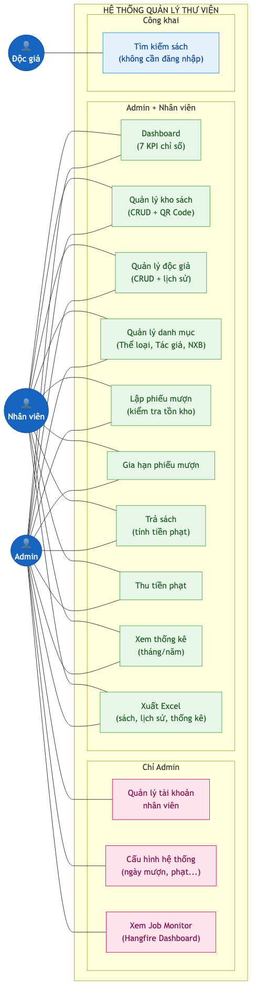 HỆ THỐNG QUẢN LÝ THƯ VIỆN
Công khai
Độc giả
Tìm kiếm sách
(không cần đăng nhập)
Admin + Nhân viên
Dashboard
(7 KPI chỉ số)
Quản lý kho sách
(CRUD + QR Code)
Quản lý độc giả
(CRUD + lịch sử)
Quản lý danh mục
(Thể loại, Tác giả, NXB)
Nhân viên
Lập phiếu mượn
(kiểm tra tồn kho)
Gia hạn phiếu mượn
Trả sách
(tính tiền phạt)
Admin
Thu tiền phạt
Xem thống kê
(tháng/năm)
Xuất Excel
(sách, lịch sử, thống kê)
Chỉ Admin
Quản lý tài khoản
nhân viên
Cấu hình hệ thống
(ngày mượn, phạt...)
Xem Job Monitor
(Hangfire Dashboard)